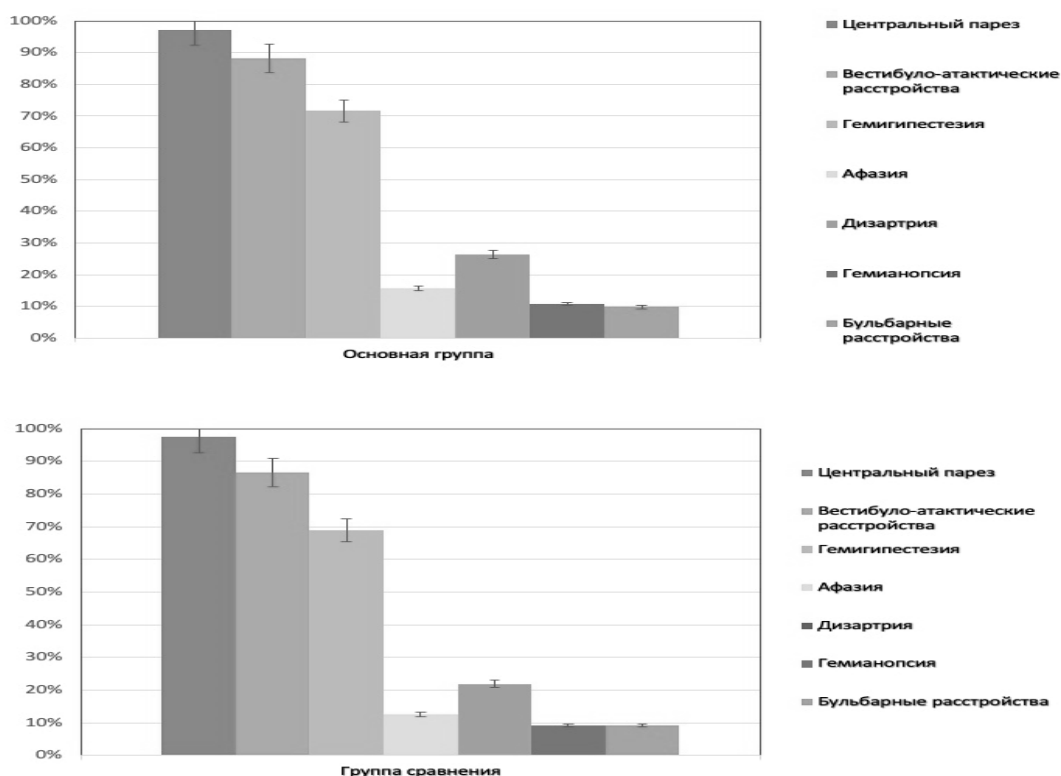 100%
90%
80%
70%
60%
50%
40%
30%
20%
10%
0%
Основная группа
Центральный парез
Вестибуло-атактические
расстройства
Гемигипестезия
Афазия
Дизартрия
Гемианопсия
Бульбарные
расстройства
100%
90%
80%
70%
60%
50%
40%
30%
20%
10%
0%
Группа сравнения
Центральный парез
Вестибуло-атактические
расстройства
Гемигипестезия
Афазия
Дизартрия
Гемианопсия
Бульбарные расстройства